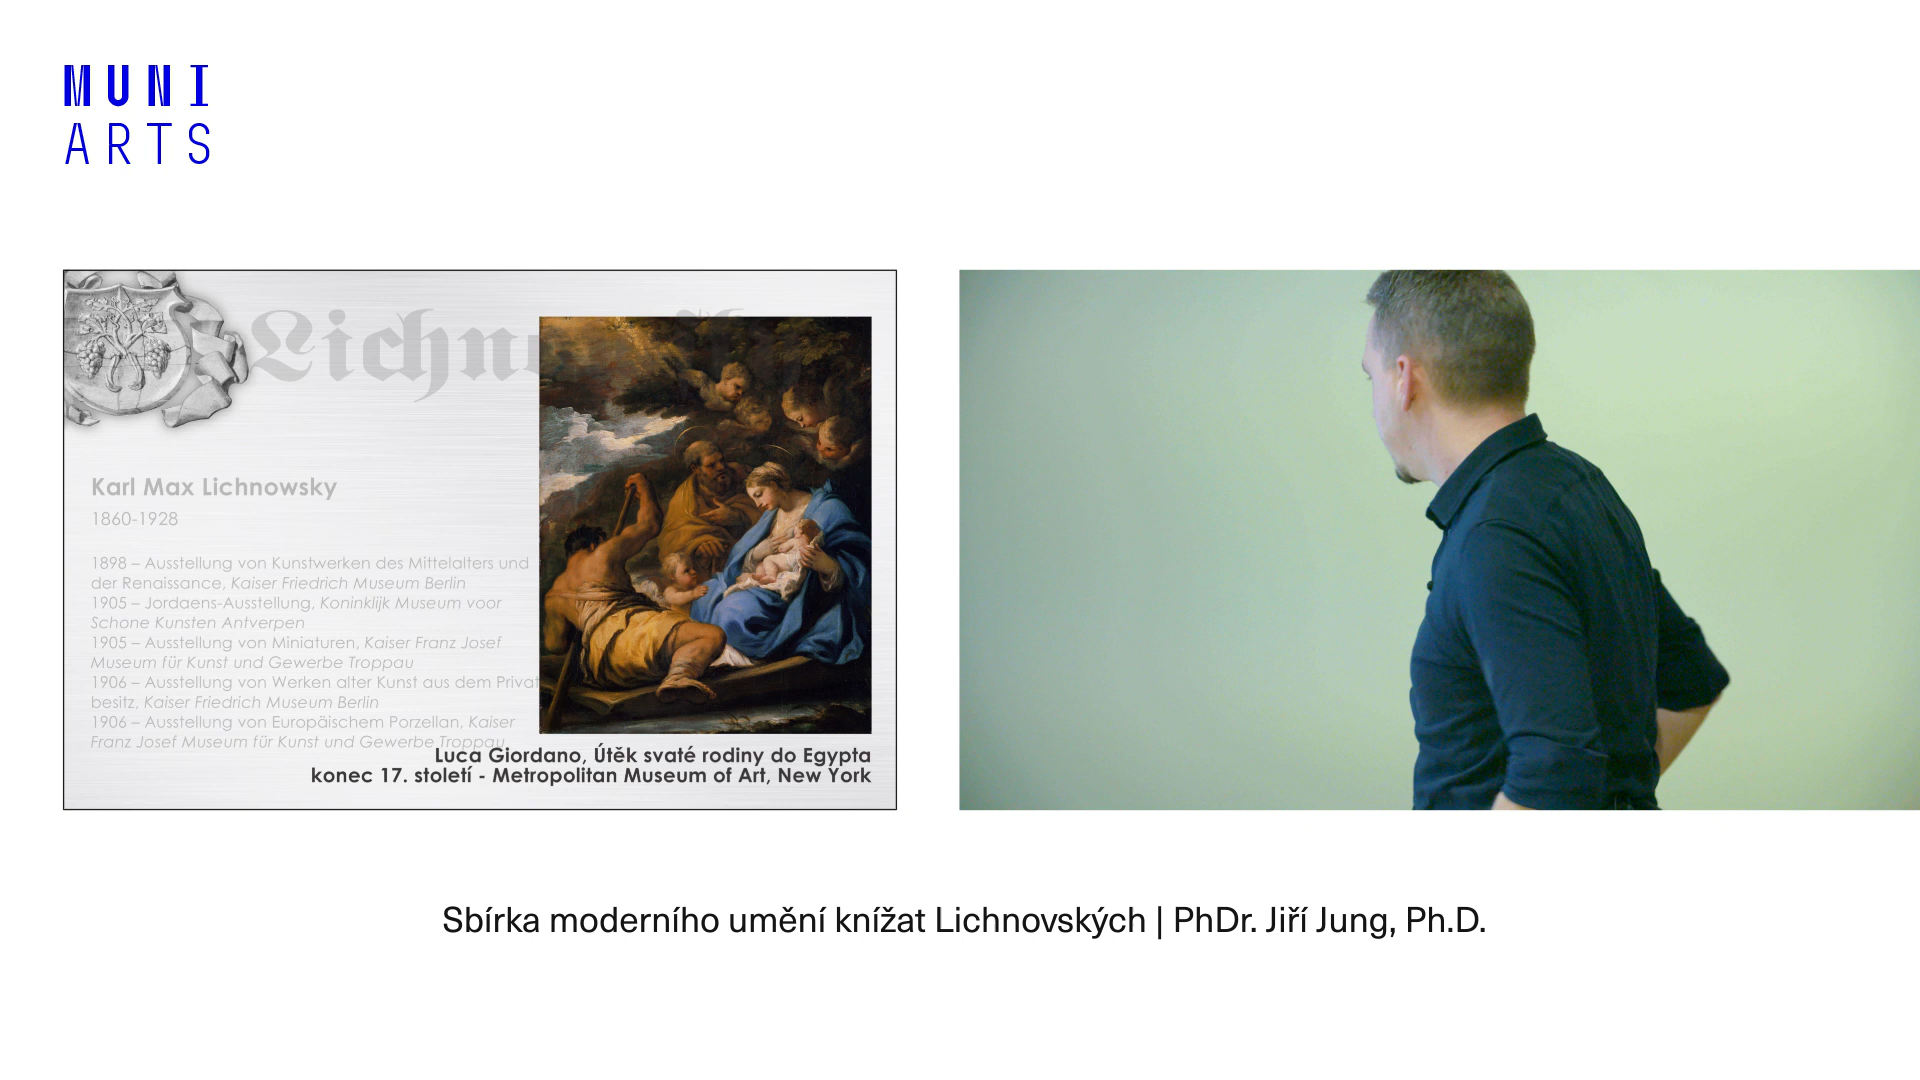 MUNI
ARTS
Karl Max Lichnowsky
1860-1928
1898 – Ausstellung von Kunstwerken des Mittelalters und
der Renaissance, Kaiser Friedrich Museum Berlin
1905 – Jordaens-Ausstellung, Koninklijk Museum voor
Schone Kunsten Antverpen
1905 – Ausstellung von Miniaturen, Kaiser Franz Josef
Museum für Kunst und Gewerbe Troppau
1906 – Ausstellung von Werken alter Kunst aus dem Privat
besitz, Kaiser Friedrich Museum Berlin
1906 – Ausstellung von Europäischem Porzellan, Kaiser
Franz Josef Museum für Kunst und Gewerbe Troppau
Luca Giordano, Útěk svaté rodiny do Egypta
konec 17. století - Metropolitan Museum of Art, New York
Sbírka moderního umění knížat Lichnovských | PhDr. Jiří Jung, Ph.D.